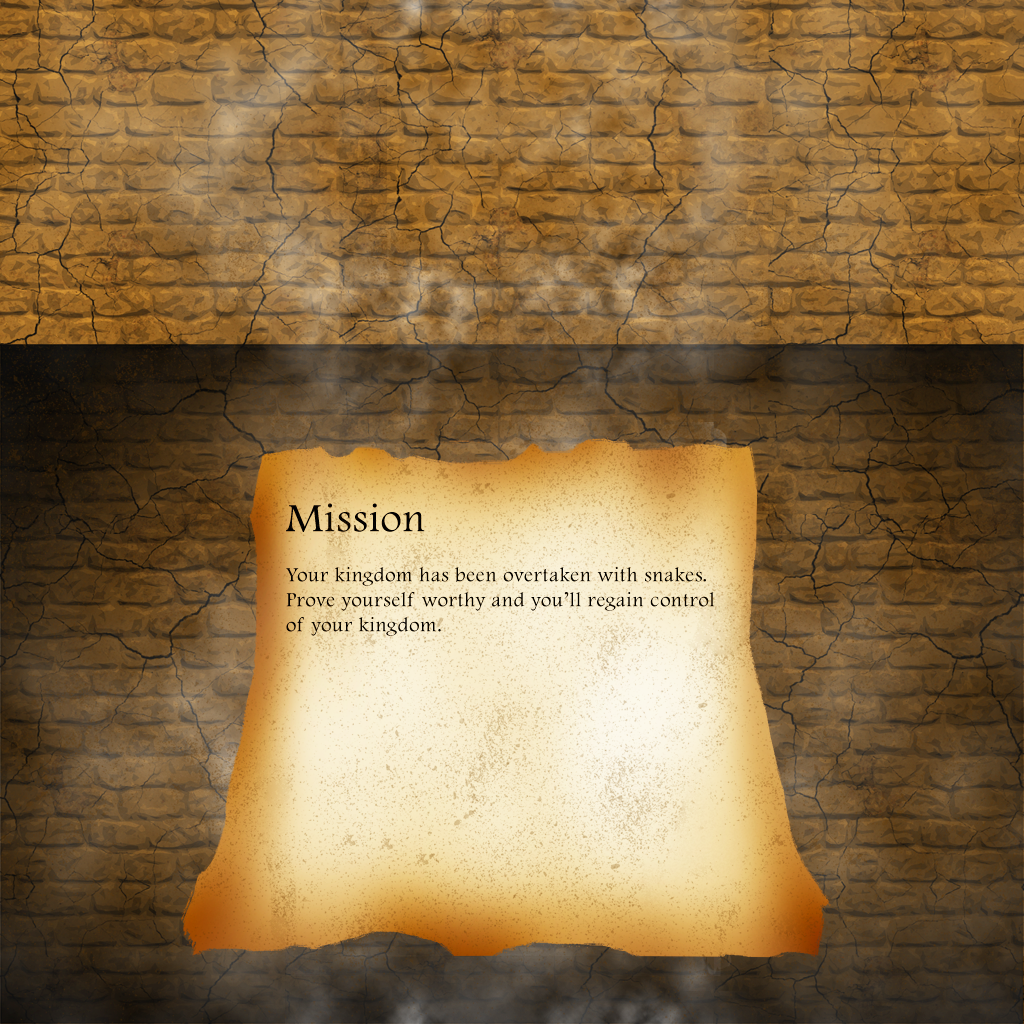 Mission
Your kingdom has been overtaken with snakes.
Prove yourself worthy and you’ll regain control
of your kingdom.